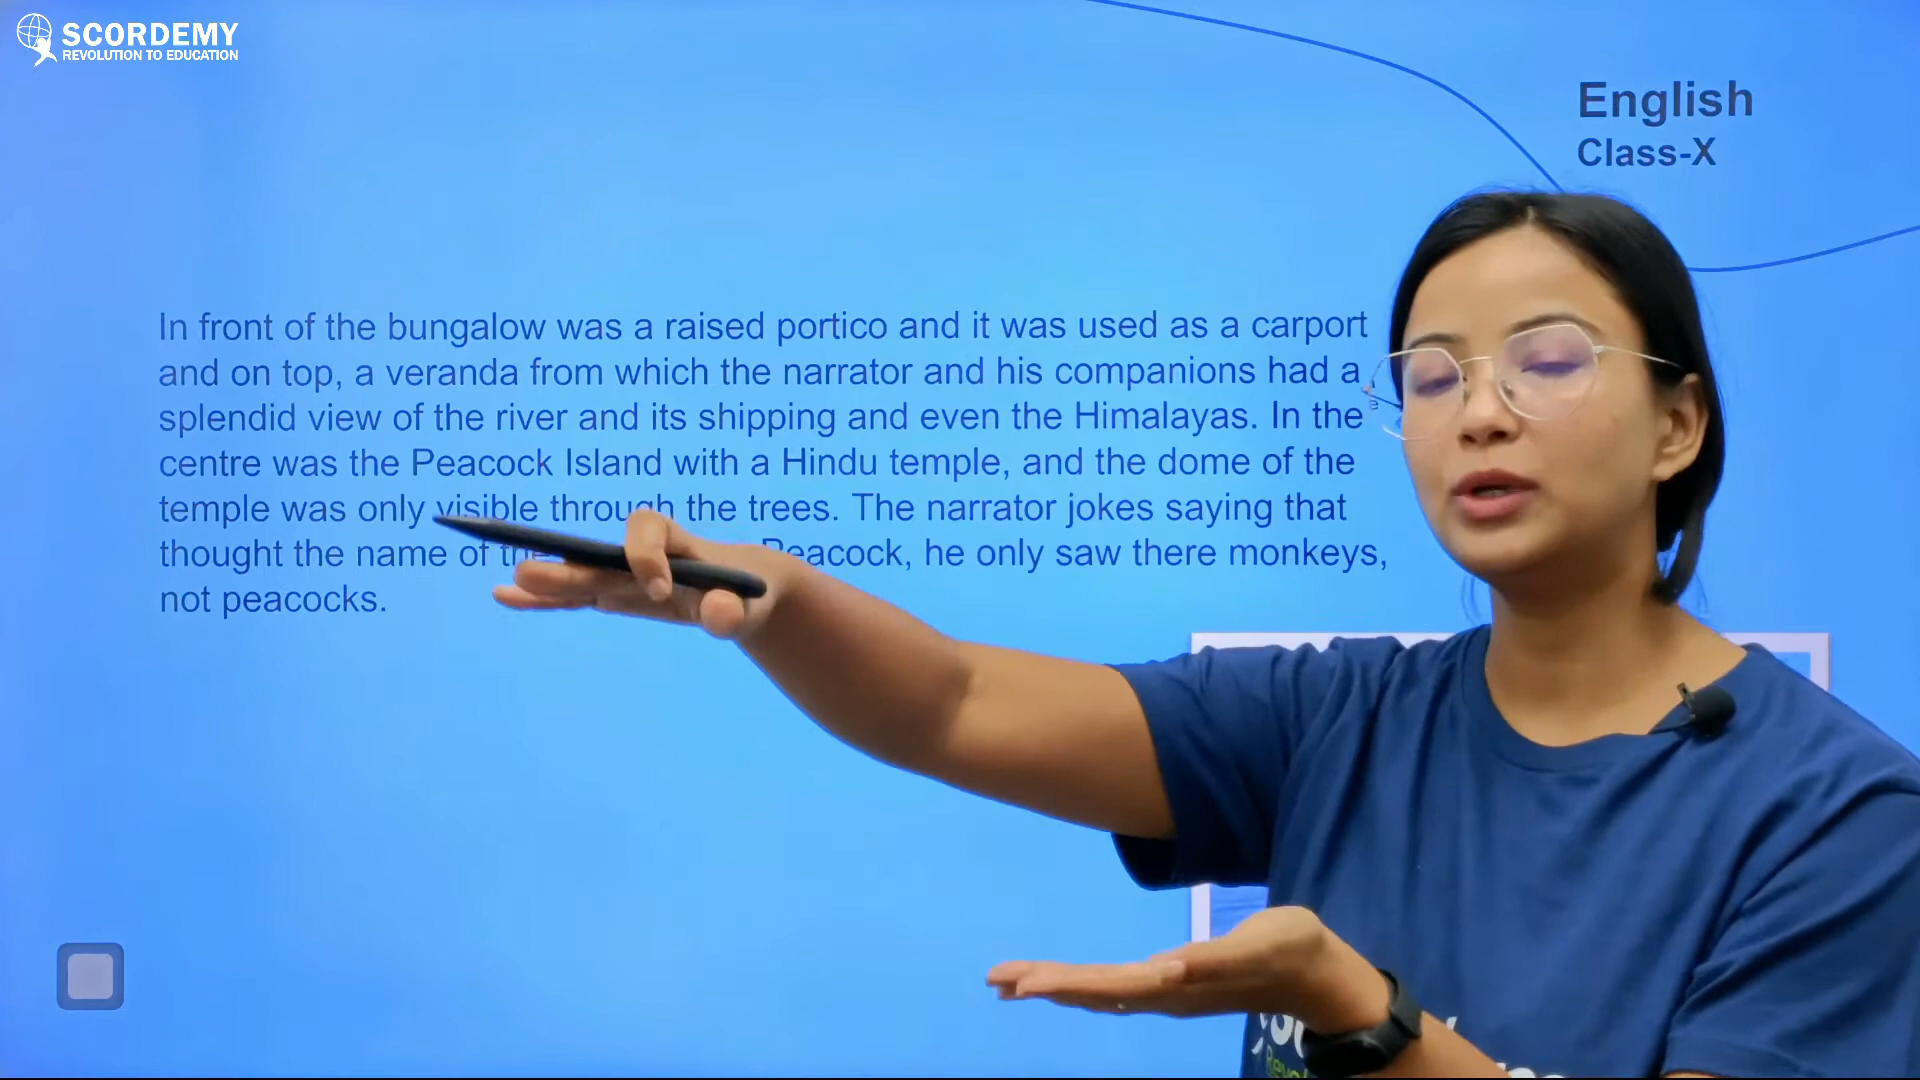 SCORDEMY
REVOLUTION TO EDUCATION
English
Class-X
In front of the bungalow was a raised portico and it was used as a carport
and on top, a veranda from which the narrator and his companions had a
splendid view of the river and its shipping and even the Himalayas. In the
centre was the Peacock Island with a Hindu temple, and the dome of the
temple was only visible through the trees. The narrator jokes saying that
thought the name of the Peacock, he only saw there monkeys,
not peacocks.